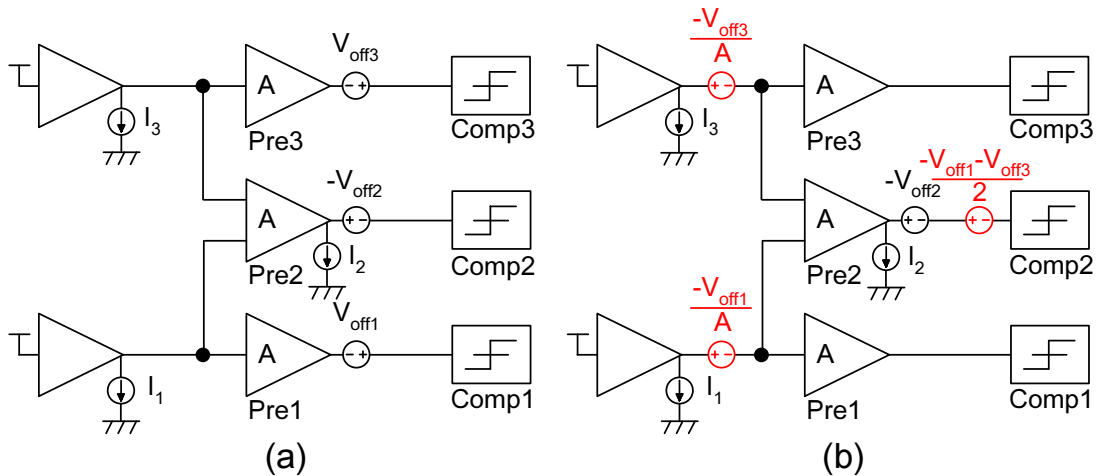 V_off3
A
I_3
Pre3
Comp3
-V_off2
A
I_2
Pre2
Comp2
V_off1
A
I_1
Pre1
Comp1
(a)
-V_off3
A
A
I_3
Pre3
Comp3
-V_off1-V_off3
2
-V_off2
A
I_2
Pre2
Comp2
-V_off1
A
A
I_1
Pre1
Comp1
(b)